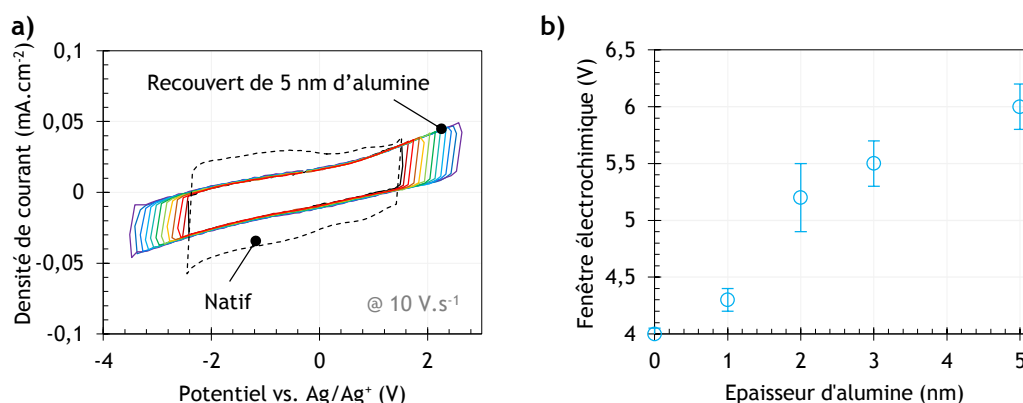 a)
Densité de courant (mA.cm-2)
0,1
0,05
0
-0,05
-0,1
Recouvert de 5 nm d’alumine
Natif
@ 10 V.s-1
-4
-2
0
2
Potentiel vs. Ag/Ag+ (V)
b)
Fenêtre électrochimique (V)
6,5
6
5,5
5
4,5
4
0
1
2
3
4
5
Epaisseur d'alumine (nm)